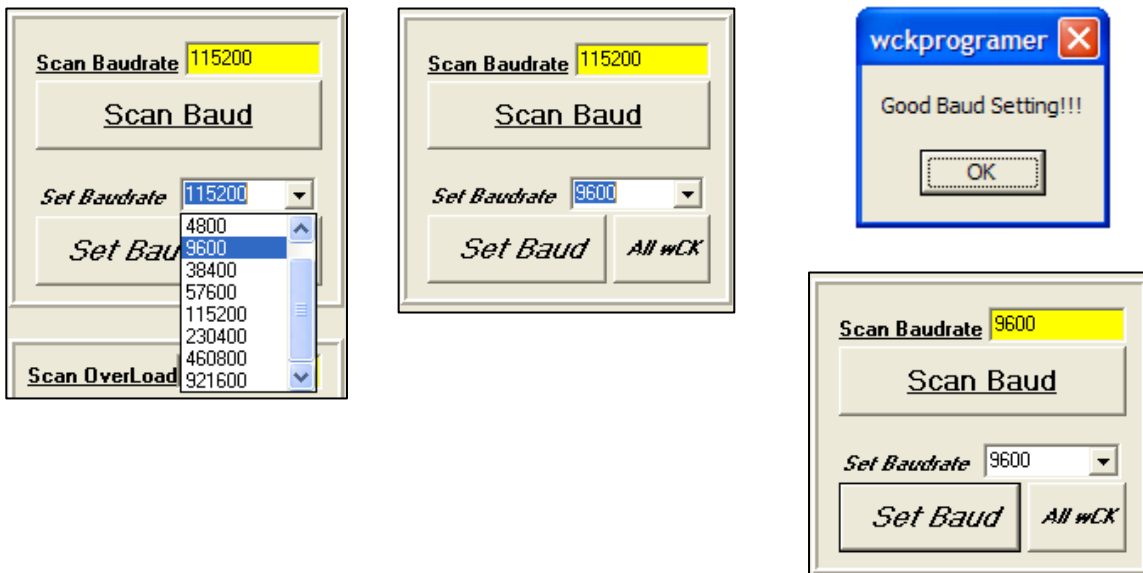 Scan Baudrate 115200
Scan Baud
Set Baudrate 115200
4800
9600
38400
57600
115200
230400
460800
921600
Set Bau
Scan OverLoad
Scan Baudrate 115200
Scan Baud
Set Baudrate 9600
Set Baud All wCK
wckprogramer
Good Baud Setting!!!
OK
Scan Baudrate 9600
Scan Baud
Set Baudrate 9600
Set Baud All wCK